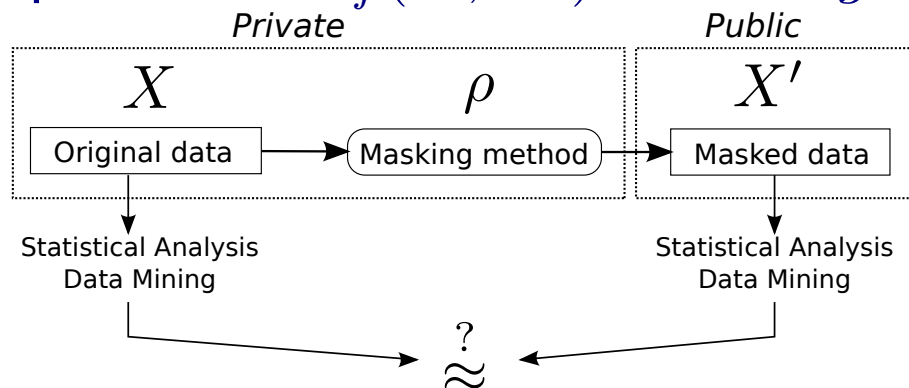 Private Public
X ρ X′
Original data Masking method Masked data
Statistical Analysis Statistical Analysis
Data Mining Data Mining
?
≈